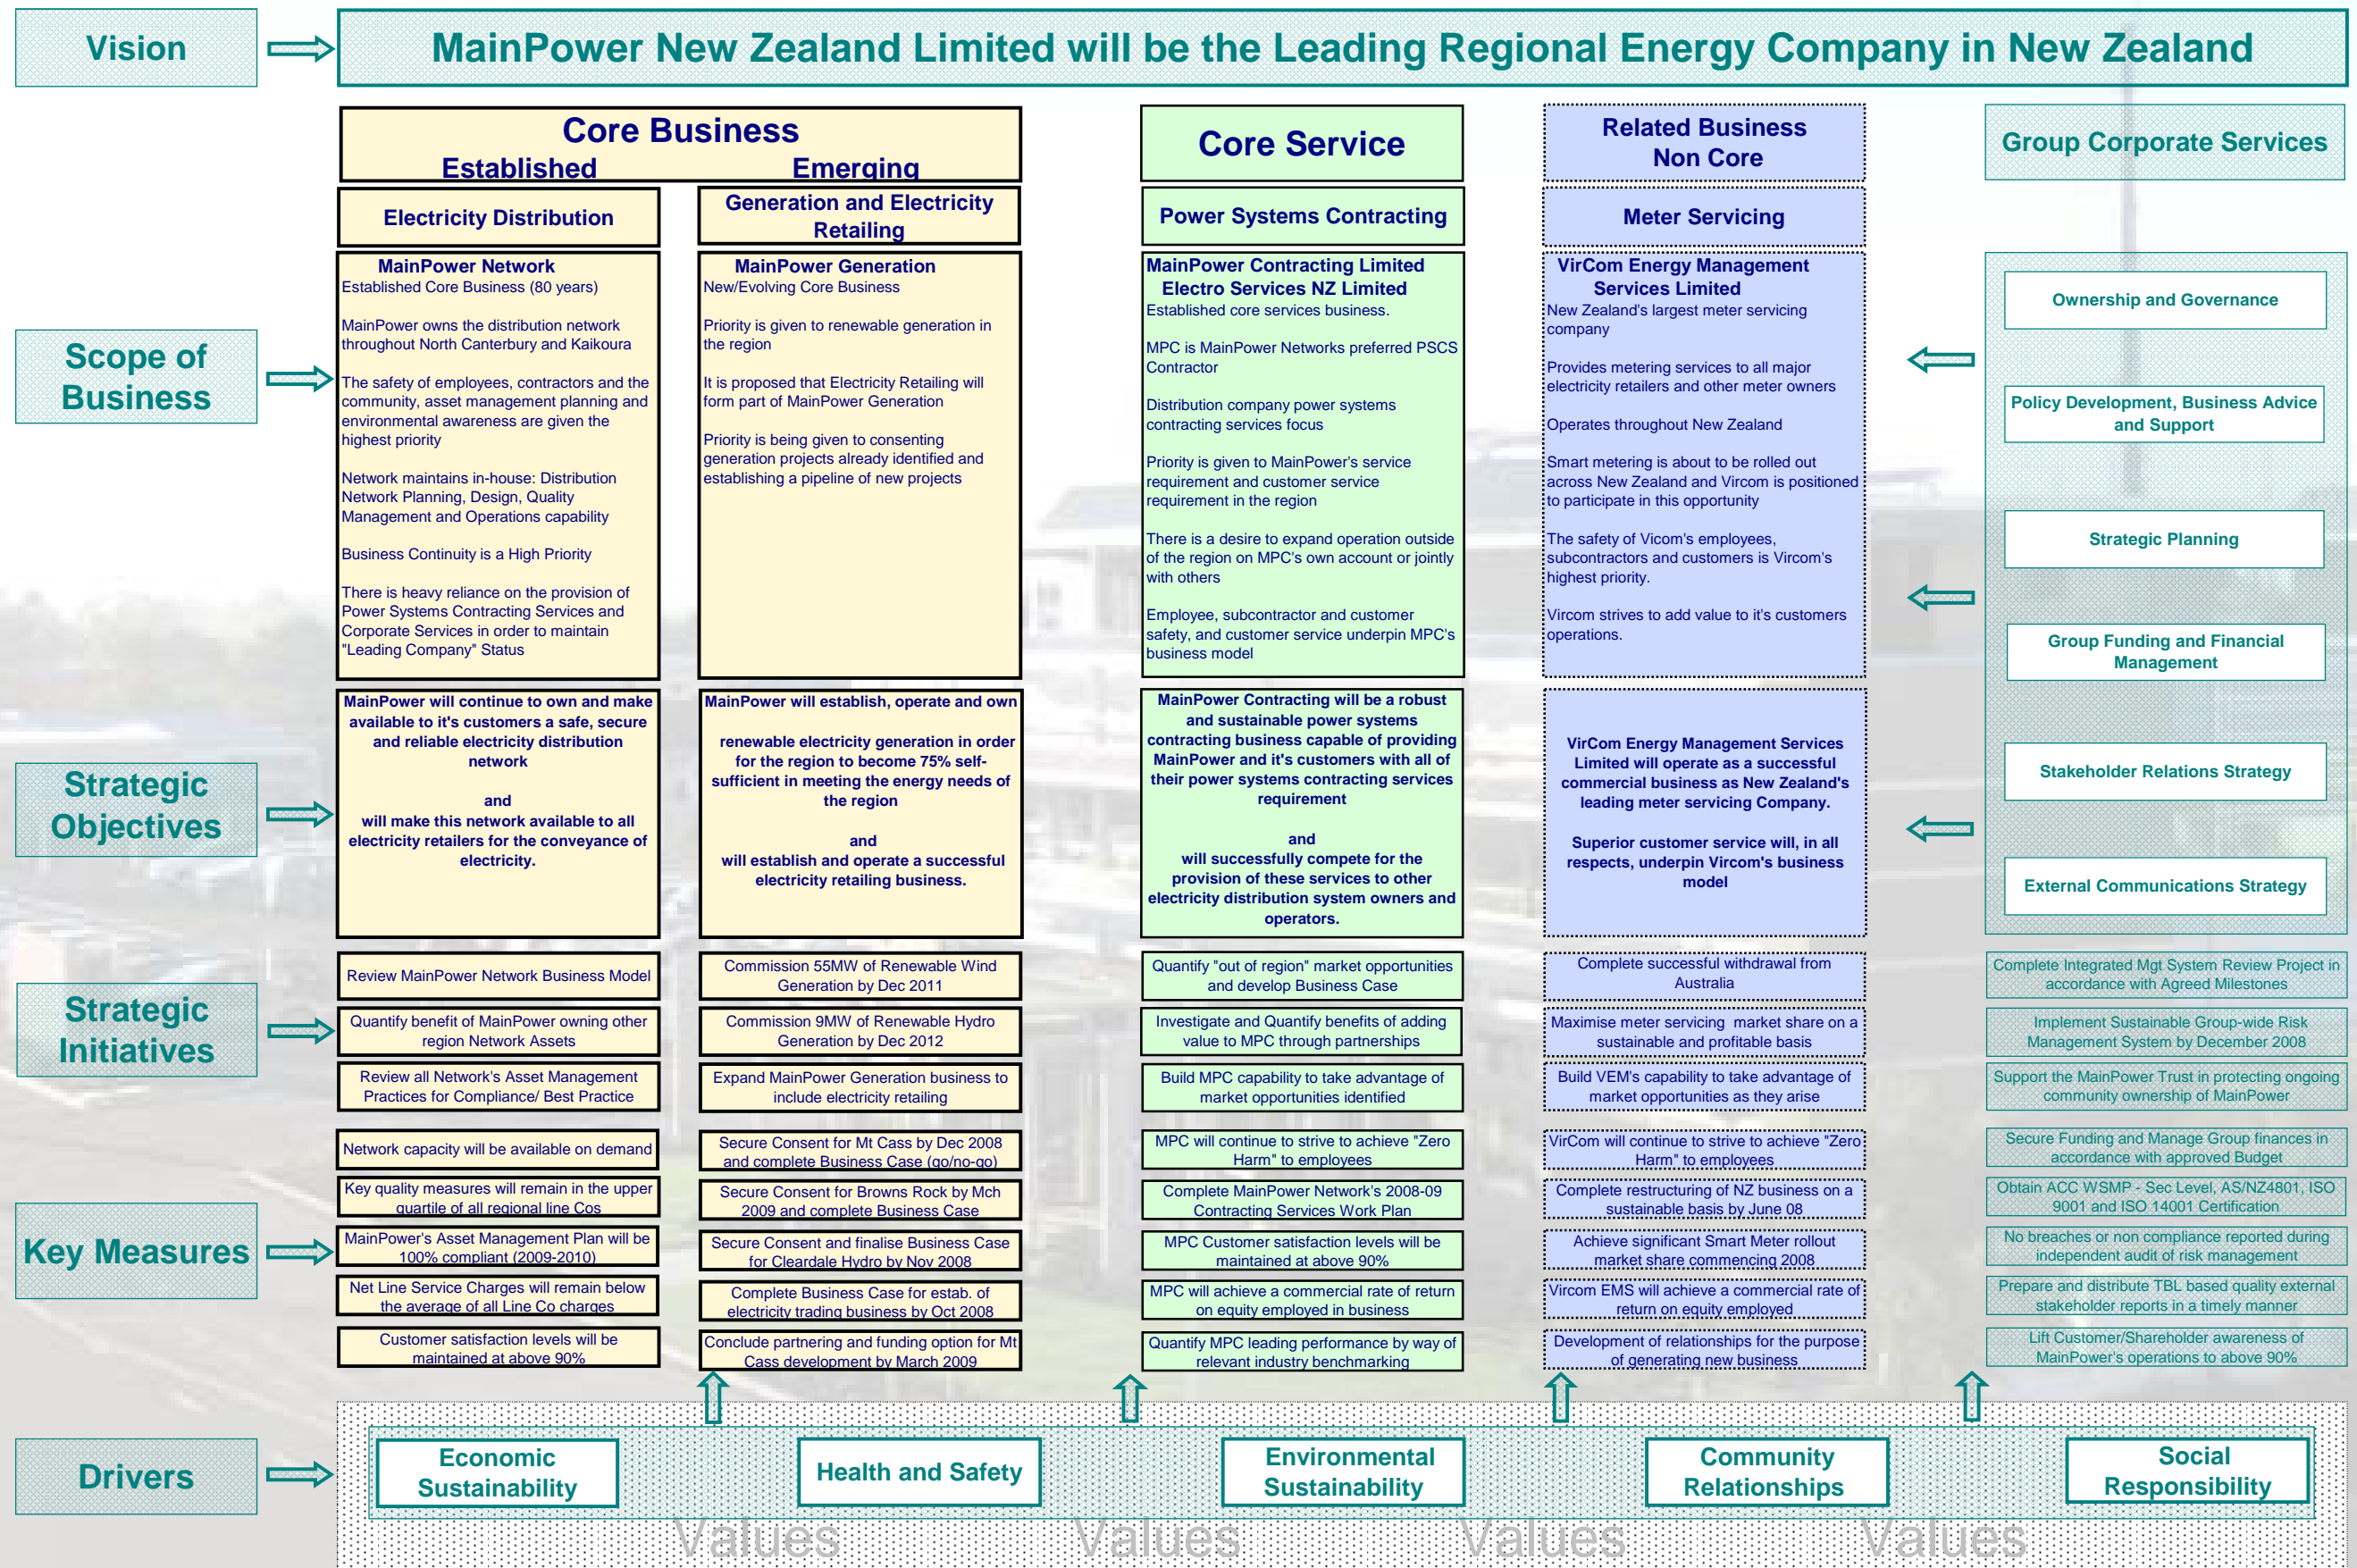 Vision
MainPower New Zealand Limited will be the Leading Regional Energy Company in New Zealand
Core Business
Established Emerging
Core Service
Related Business
Non Core
Group Corporate Services
Electricity Distribution
Generation and Electricity
Retailing
Power Systems Contracting
Meter Servicing
Scope of
Business
MainPower Network
Established Core Business (80 years)
MainPower owns the distribution network
throughout North Canterbury and Kaikoura
The safety of employees, contractors and the
community, asset management planning and
environmental awareness are given the
highest priority
Network maintains in-house: Distribution
Network Planning, Design, Quality
Management and Operations capability
Business Continuity is a High Priority
There is heavy reliance on the provision of
Power Systems Contracting Services and
Corporate Services in order to maintain
"Leading Company" Status
MainPower Generation
New/Evolving Core Business
Priority is given to renewable generation in
the region
It is proposed that Electricity Retailing will
form part of MainPower Generation
Priority is being given to consenting
generation projects already identified and
establishing a pipeline of new projects
MainPower Contracting Limited
Electro Services NZ Limited
Established core services business.
MPC is MainPower Networks preferred PSCS
Contractor
Distribution company power systems
contracting services focus
Priority is given to MainPower's service
requirement and customer service
requirement in the region
There is a desire to expand operation outside
of the region on MPC's own account or jointly
with others
Employee, subcontractor and customer
safety, and customer service underpin MPC's
business model
VirCom Energy Management
Services Limited
New Zealand's largest meter servicing
company
Provides metering services to all major
electricity retailers and other meter owners
Operates throughout New Zealand
Smart metering is about to be rolled out
across New Zealand and Vircom is positioned
to participate in this opportunity
The safety of Vicom's employees,
subcontractors and customers is Vircom's
highest priority.
Vircom strives to add value to it's customers
operations.
Ownership and Governance
Policy Development, Business Advice
and Support
Strategic Planning
Group Funding and Financial
Management
Stakeholder Relations Strategy
External Communications Strategy
Strategic
Objectives
MainPower will continue to own and make
available to it's customers a safe, secure
and reliable electricity distribution
network
and
will make this network available to all
electricity retailers for the conveyance of
electricity.
MainPower will establish, operate and own
renewable electricity generation in order
for the region to become 75% self-
sufficient in meeting the energy needs of
the region
and
will establish and operate a successful
electricity retailing business.
MainPower Contracting will be a robust
and sustainable power systems
contracting business capable of providing
MainPower and it's customers with all of
their power systems contracting services
requirement
and
will successfully compete for the
provision of these services to other
electricity distribution system owners and
operators.
VirCom Energy Management Services
Limited will operate as a successful
commercial business as New Zealand's
leading meter servicing Company.
Superior customer service will, in all
respects, underpin Vircom's business
model
Strategic
Initiatives
Review MainPower Network Business Model
Quantify benefit of MainPower owning other
region Network Assets
Review all Network's Asset Management
Practices for Compliance/ Best Practice
Commission 55MW of Renewable Wind
Generation by Dec 2011
Commission 9MW of Renewable Hydro
Generation by Dec 2012
Expand MainPower Generation business to
include electricity retailing
Quantify "out of region" market opportunities
and develop Business Case
Investigate and Quantify benefits of adding
value to MPC through partnerships
Build MPC capability to take advantage of
market opportunities identified
Complete successful withdrawal from
Australia
Maximise meter servicing market share on a
sustainable and profitable basis
Build VEM's capability to take advantage of
market opportunities as they arise
Complete Integrated Mgt System Review Project in
accordance with Agreed Milestones
Implement Sustainable Group-wide Risk
Management System by December 2008
Support the MainPower Trust in protecting ongoing
community ownership of MainPower
Key Measures
Network capacity will be available on demand
Key quality measures will remain in the upper
quartile of all regional line Cos
MainPower's Asset Management Plan will be
100% compliant (2009-2010)
Net Line Service Charges will remain below
the average of all Line Co charges
Customer satisfaction levels will be
maintained at above 90%
Secure Consent for Mt Cass by Dec 2008
and complete Business Case (go/no-go)
Secure Consent for Browns Rock by Mch
2009 and complete Business Case
Secure Consent and finalise Business Case
for Cleardale Hydro by Nov 2008
Complete Business Case for estab. of
electricity trading business by Oct 2008
Conclude partnering and funding option for Mt
Cass development by March 2009
MPC will continue to strive to achieve "Zero
Harm" to employees
Complete MainPower Network's 2008-09
Contracting Services Work Plan
MPC Customer satisfaction levels will be
maintained at above 90%
MPC will achieve a commercial rate of return
on equity employed in business
Quantify MPC leading performance by way of
relevant industry benchmarking
VirCom will continue to strive to achieve "Zero
Harm" to employees
Complete restructuring of NZ business on a
sustainable basis by June 08
Achieve significant Smart Meter rollout
market share commencing 2008
Vircom EMS will achieve a commercial rate of
return on equity employed
Development of relationships for the purpose
of generating new business
Secure Funding and Manage Group finances in
accordance with approved Budget
Obtain ACC WSMP - Sec Level, AS/NZ4801, ISO
9001 and ISO 14001 Certification
No breaches or non compliance reported during
independent audit of risk management
Prepare and distribute TBL based quality external
stakeholder reports in a timely manner
Lift Customer/Shareholder awareness of
MainPower's operations to above 90%
Drivers
Economic
Sustainability
Health and Safety
Environmental
Sustainability
Community
Relationships
Social
Responsibility
Values Values Values Values